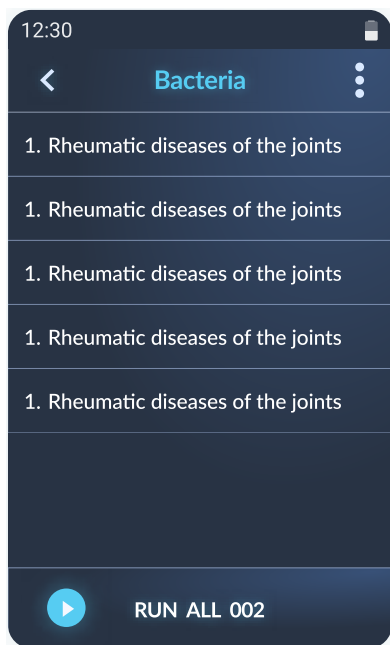 12:30
Bacteria
1. Rheumatic diseases of the joints
1. Rheumatic diseases of the joints
1. Rheumatic diseases of the joints
1. Rheumatic diseases of the joints
1. Rheumatic diseases of the joints
RUN ALL 002